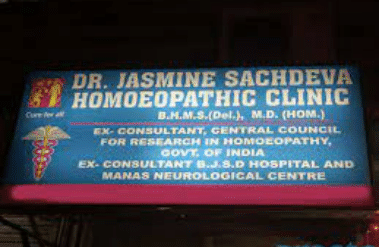 DR. JASMINE SACHDEVA
HOMOEOPATHIC CLINIC
Cure for all
B.H.M.S.(Del.), M.D. (HOM.)
EX- CONSULTANT, CENTRAL COUNCIL
FOR RESEARCH IN HOMOEOPATHY,
GOVT. OF INDIA
EX- CONSULTANT B.J.S.D HOSPITAL AND
MANAS NEUROLOGICAL CENTRE